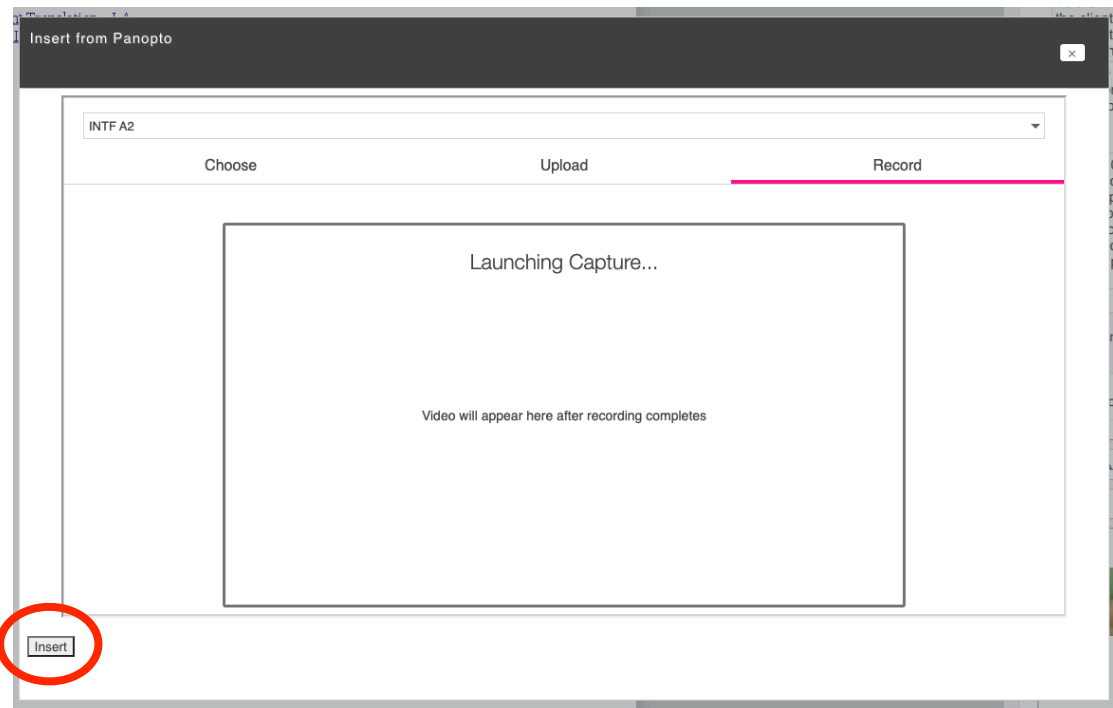 Insert from Panopto
×
INTF A2
Choose Upload Record
Launching Capture...
Video will appear here after recording completes
Insert